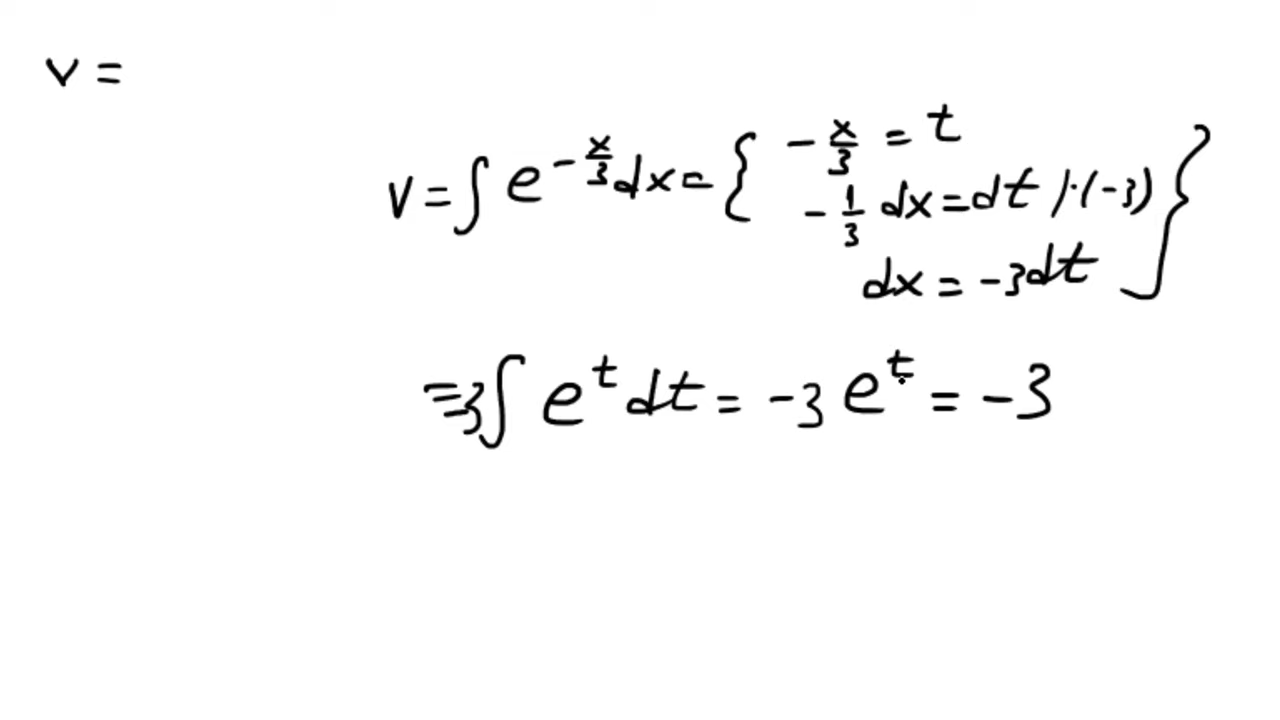 v =
v = ∫ e^{-x/3} dx = { -x/3 = t
-1/3 dx = dt /·(-3)
dx = -3dt }
= -3 ∫ e^t dt = -3 e^t = -3